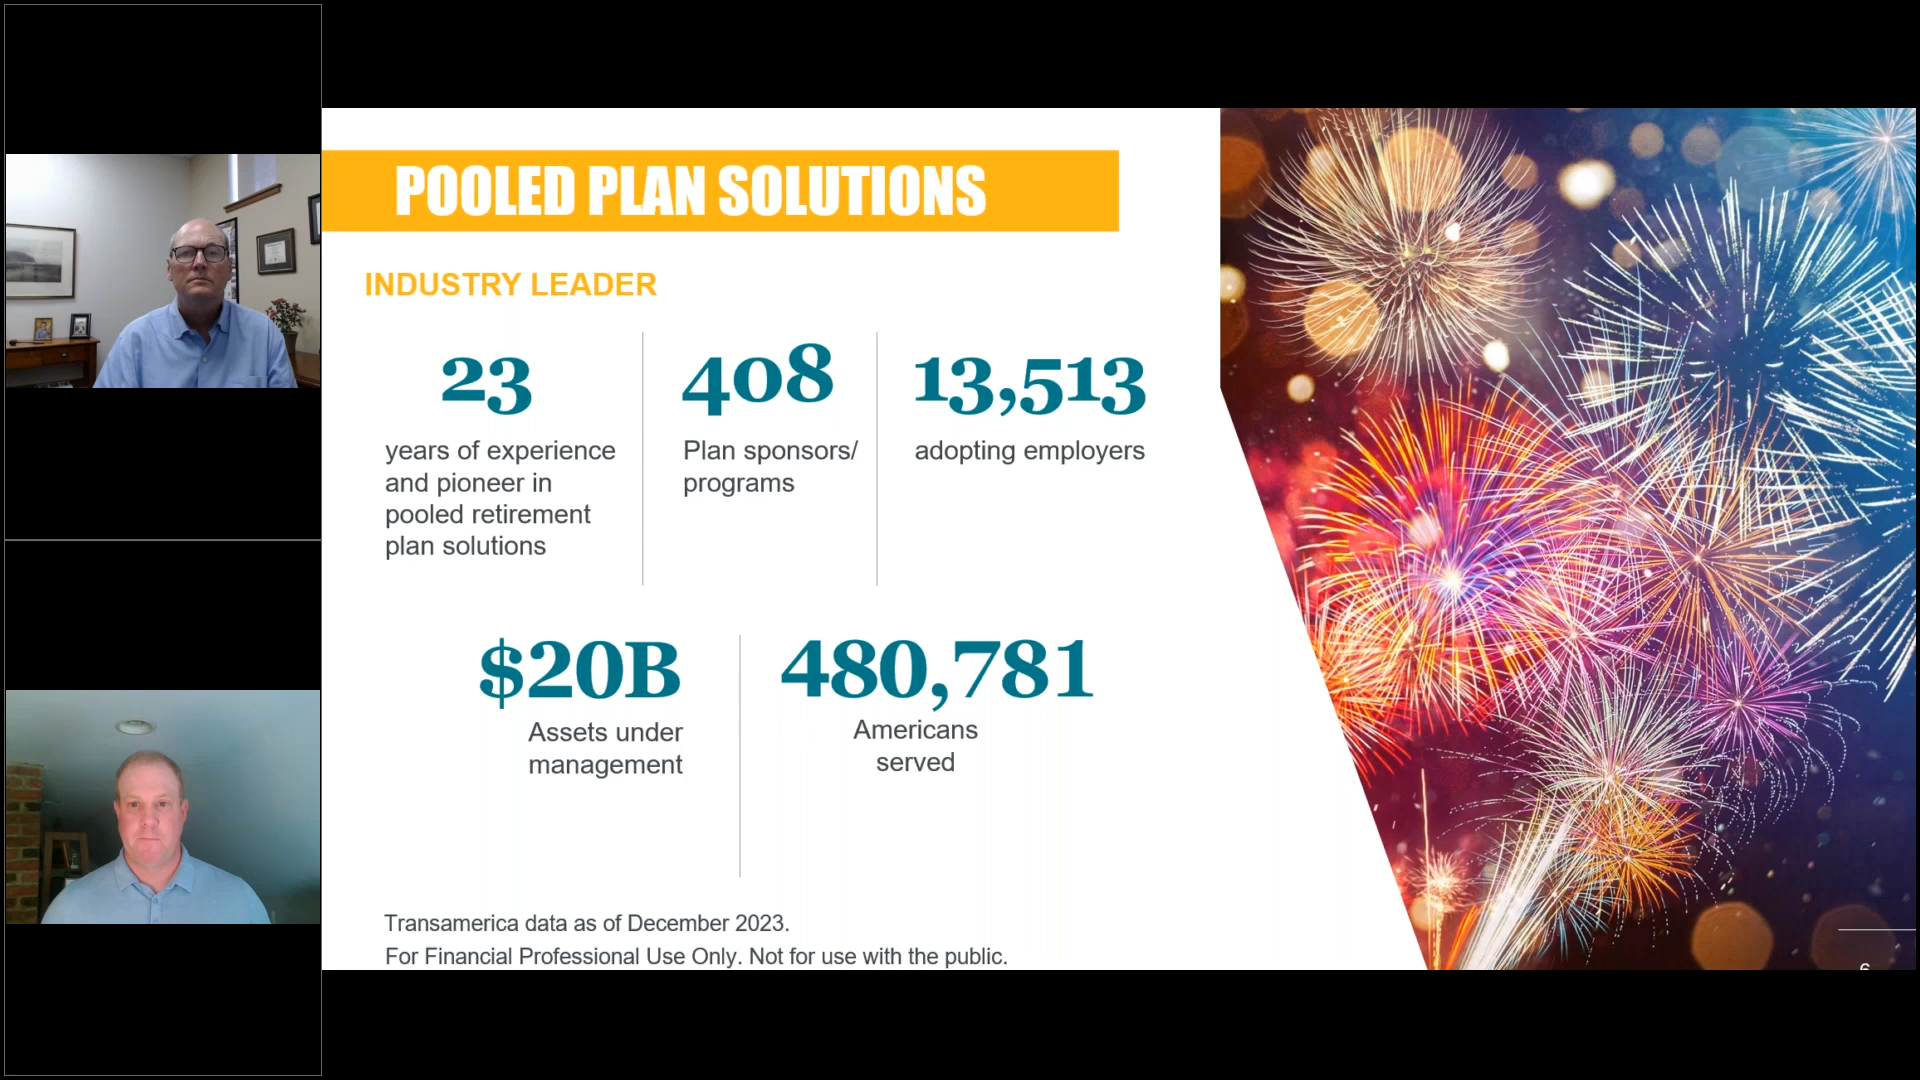 POOLED PLAN SOLUTIONS
INDUSTRY LEADER
23
years of experience
and pioneer in
pooled retirement
plan solutions
408
Plan sponsors/
programs
13,513
adopting employers
$20B
Assets under
management
480,781
Americans
served
Transamerica data as of December 2023.
For Financial Professional Use Only. Not for use with the public.
6